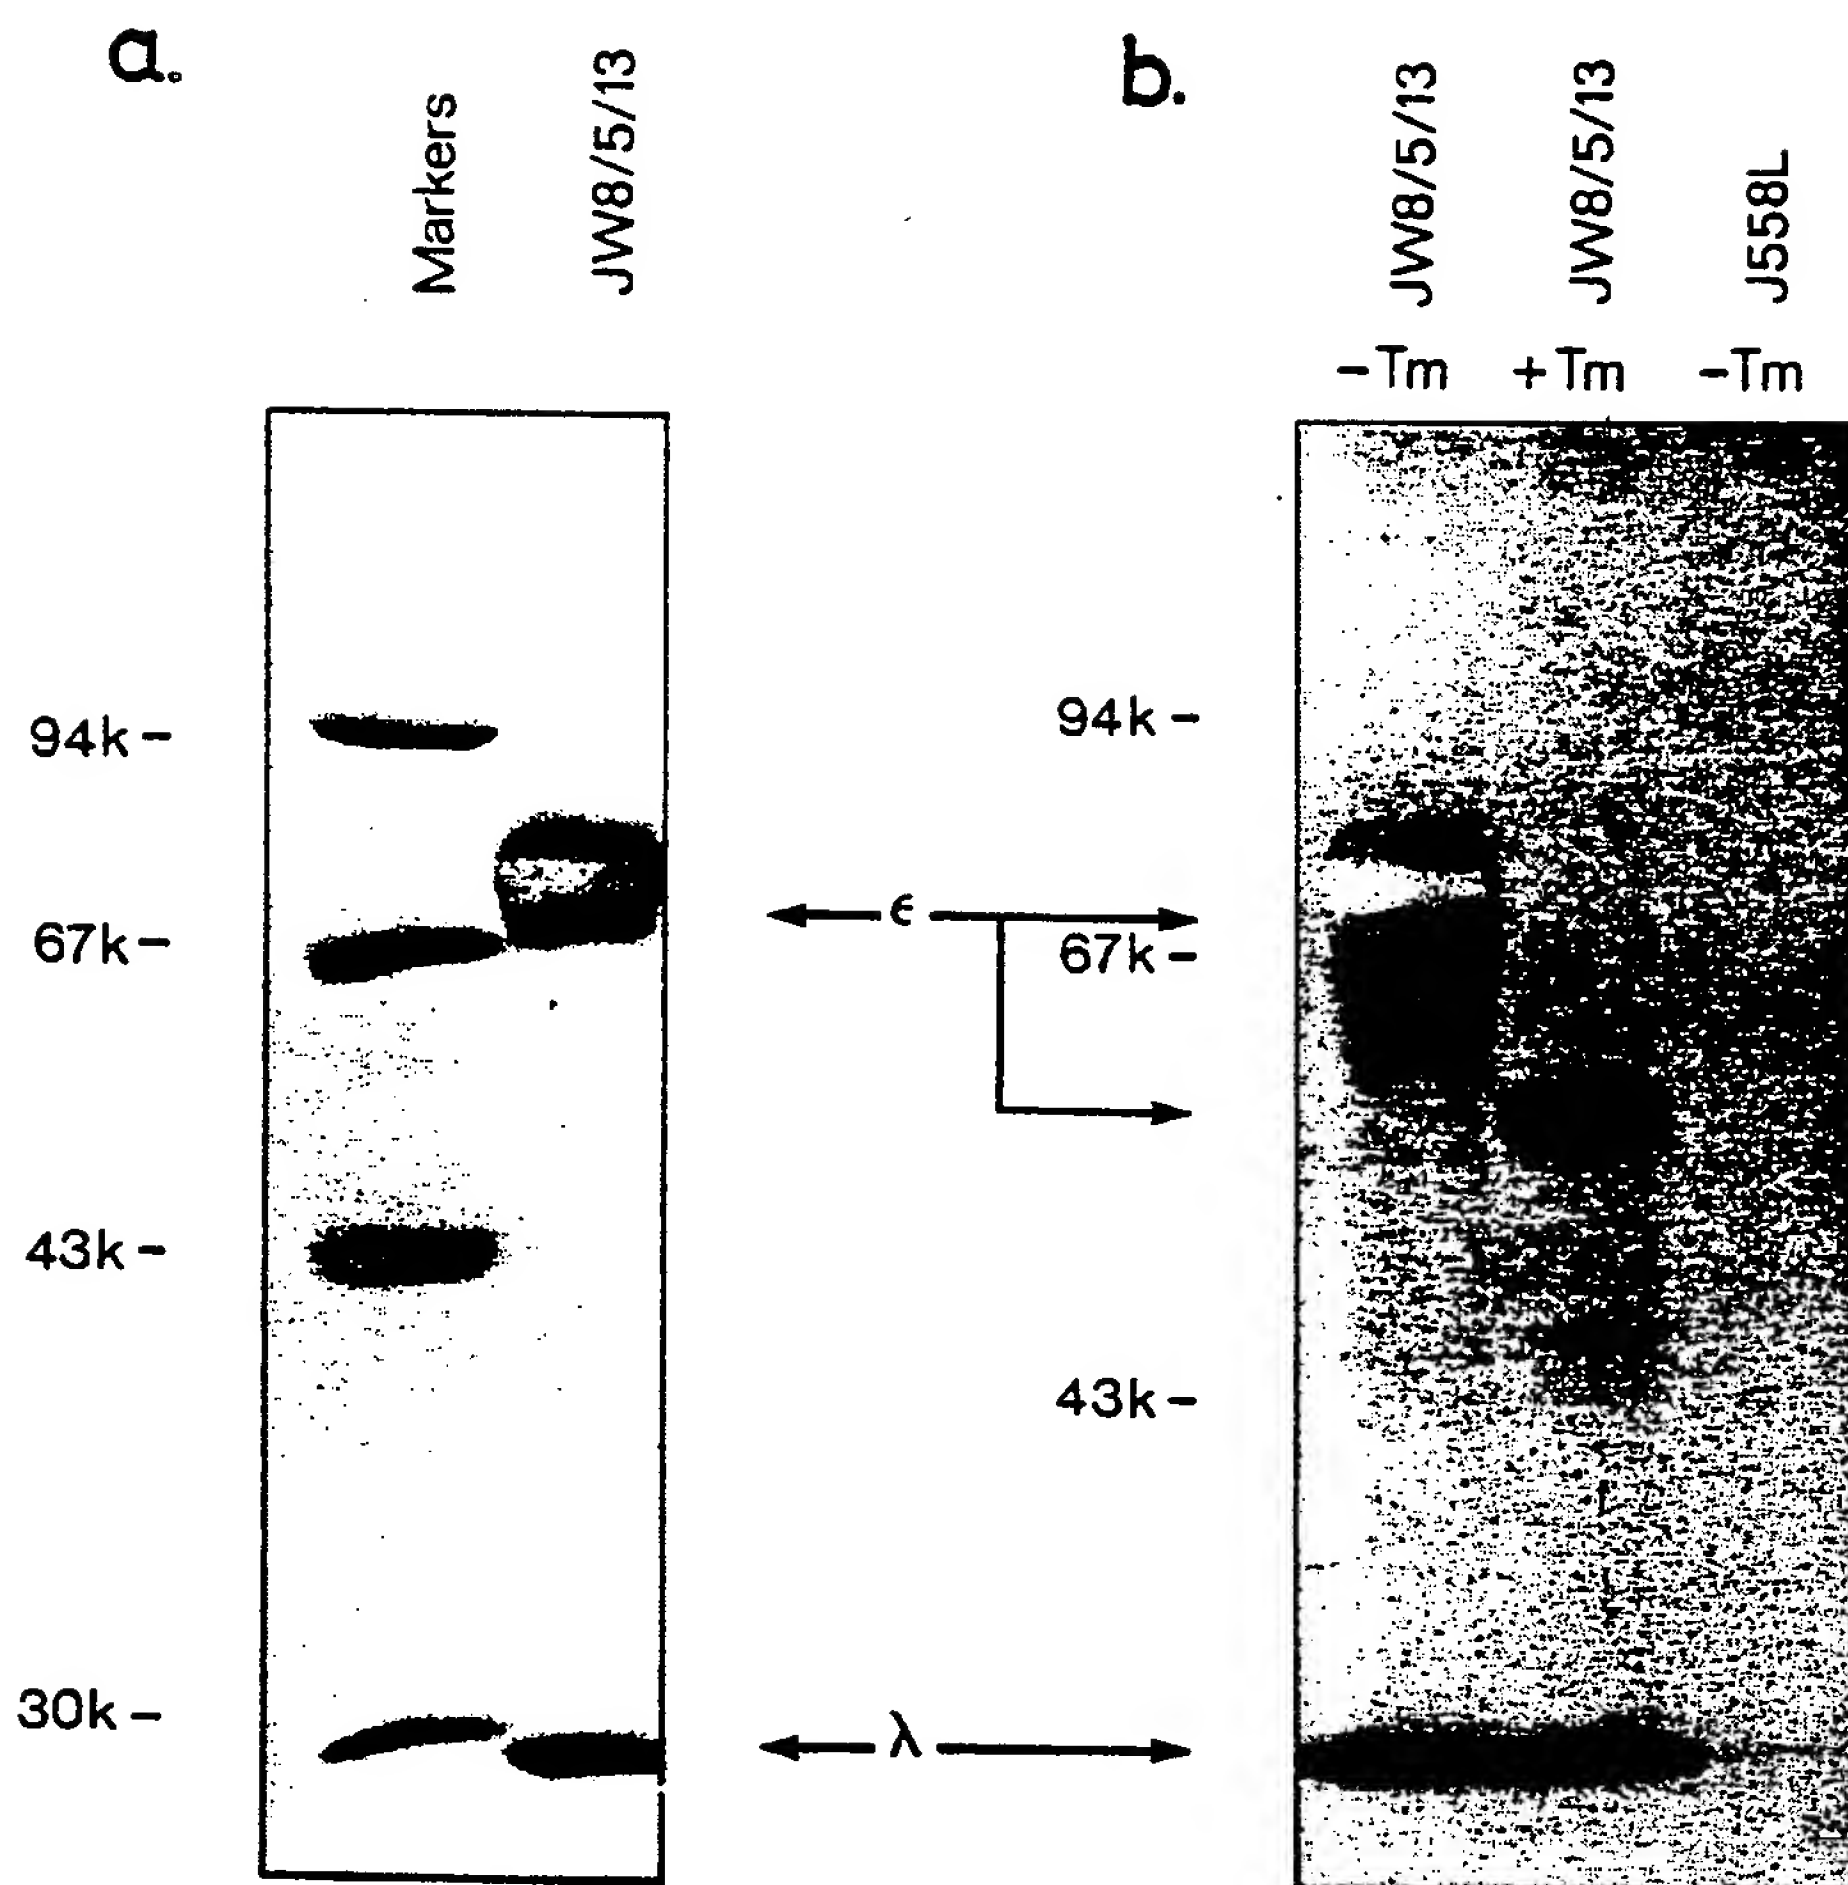 a.
Markers
JW8/5/13
94k -
67k -
43k -
30k -
ϵ
λ
b.
JW8/5/13
JW8/5/13
J558L
-Tm
+Tm
-Tm
94k -
67k -
43k -